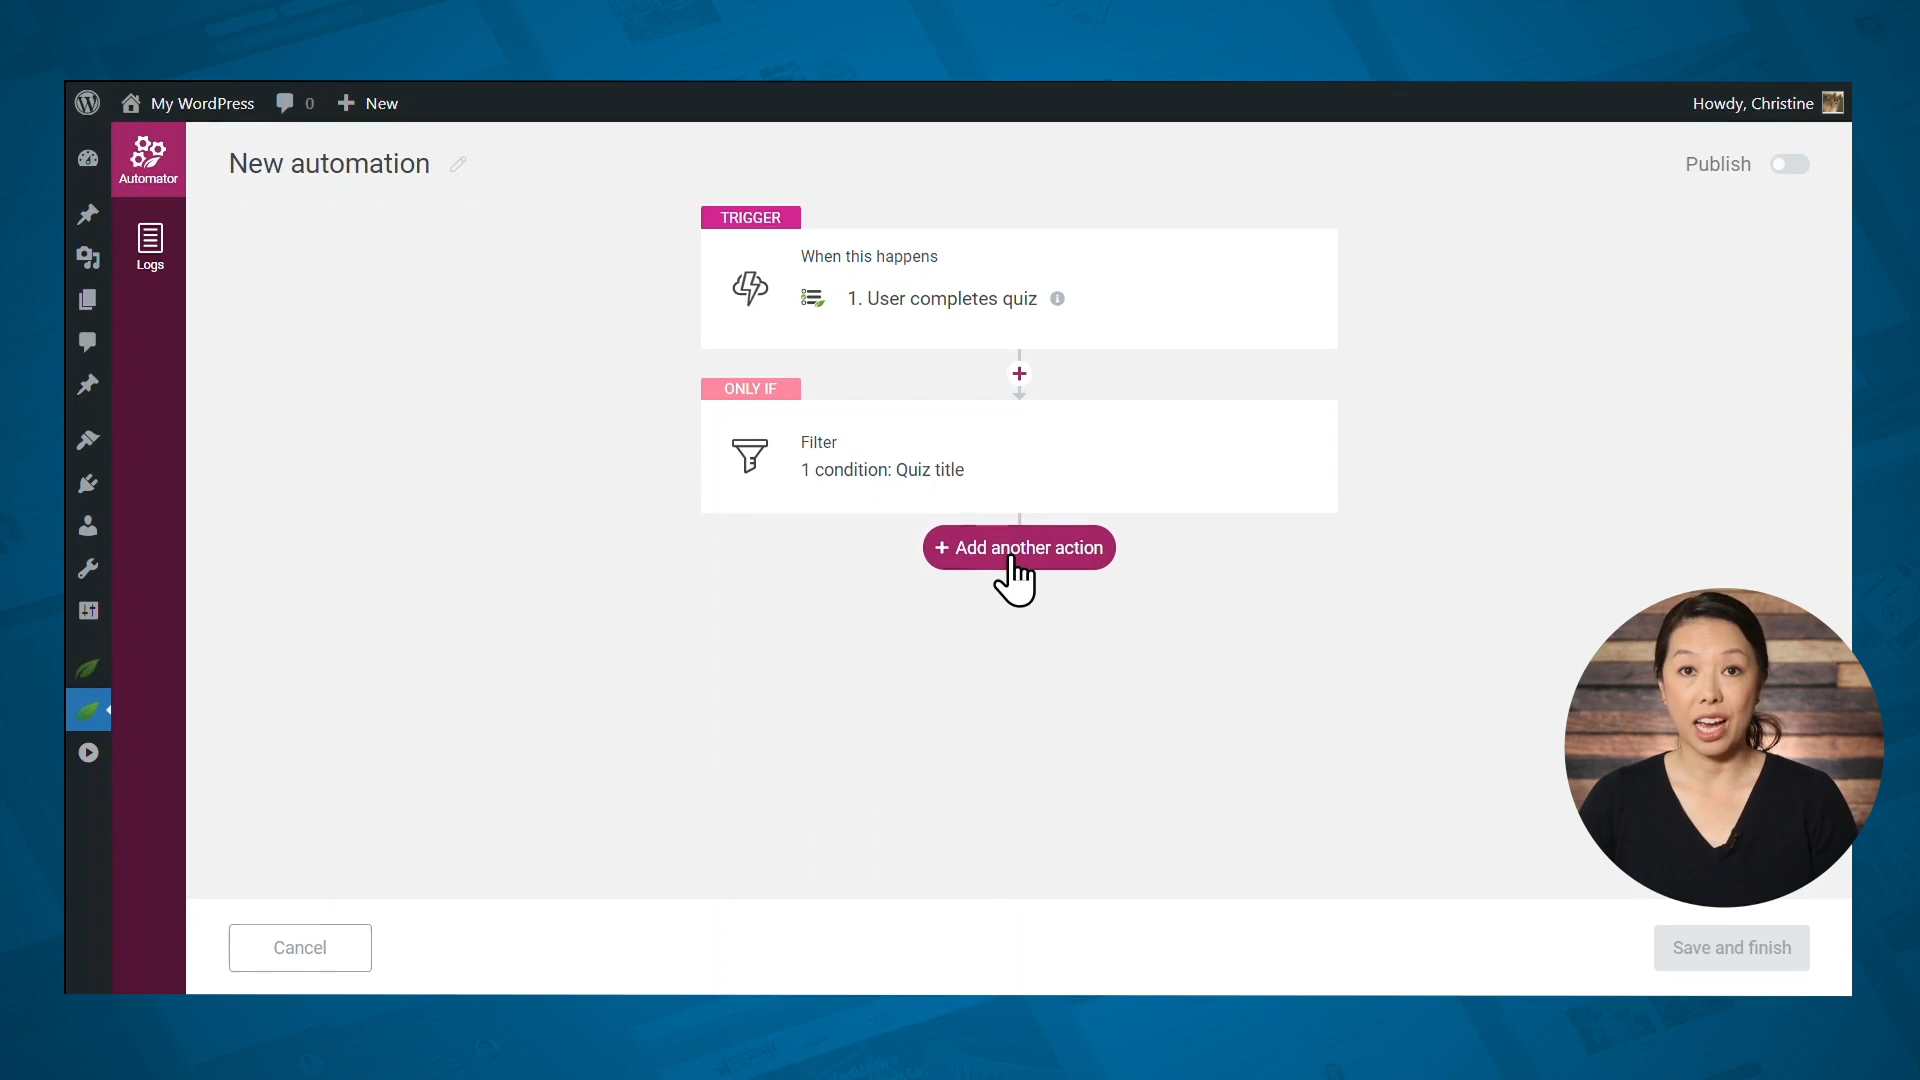 My WordPress
0
New
Howdy, Christine
Automator
Logs
New automation
Publish
TRIGGER
When this happens
1. User completes quiz
ONLY IF
Filter
1 condition: Quiz title
+ Add another action
Cancel
Save and finish